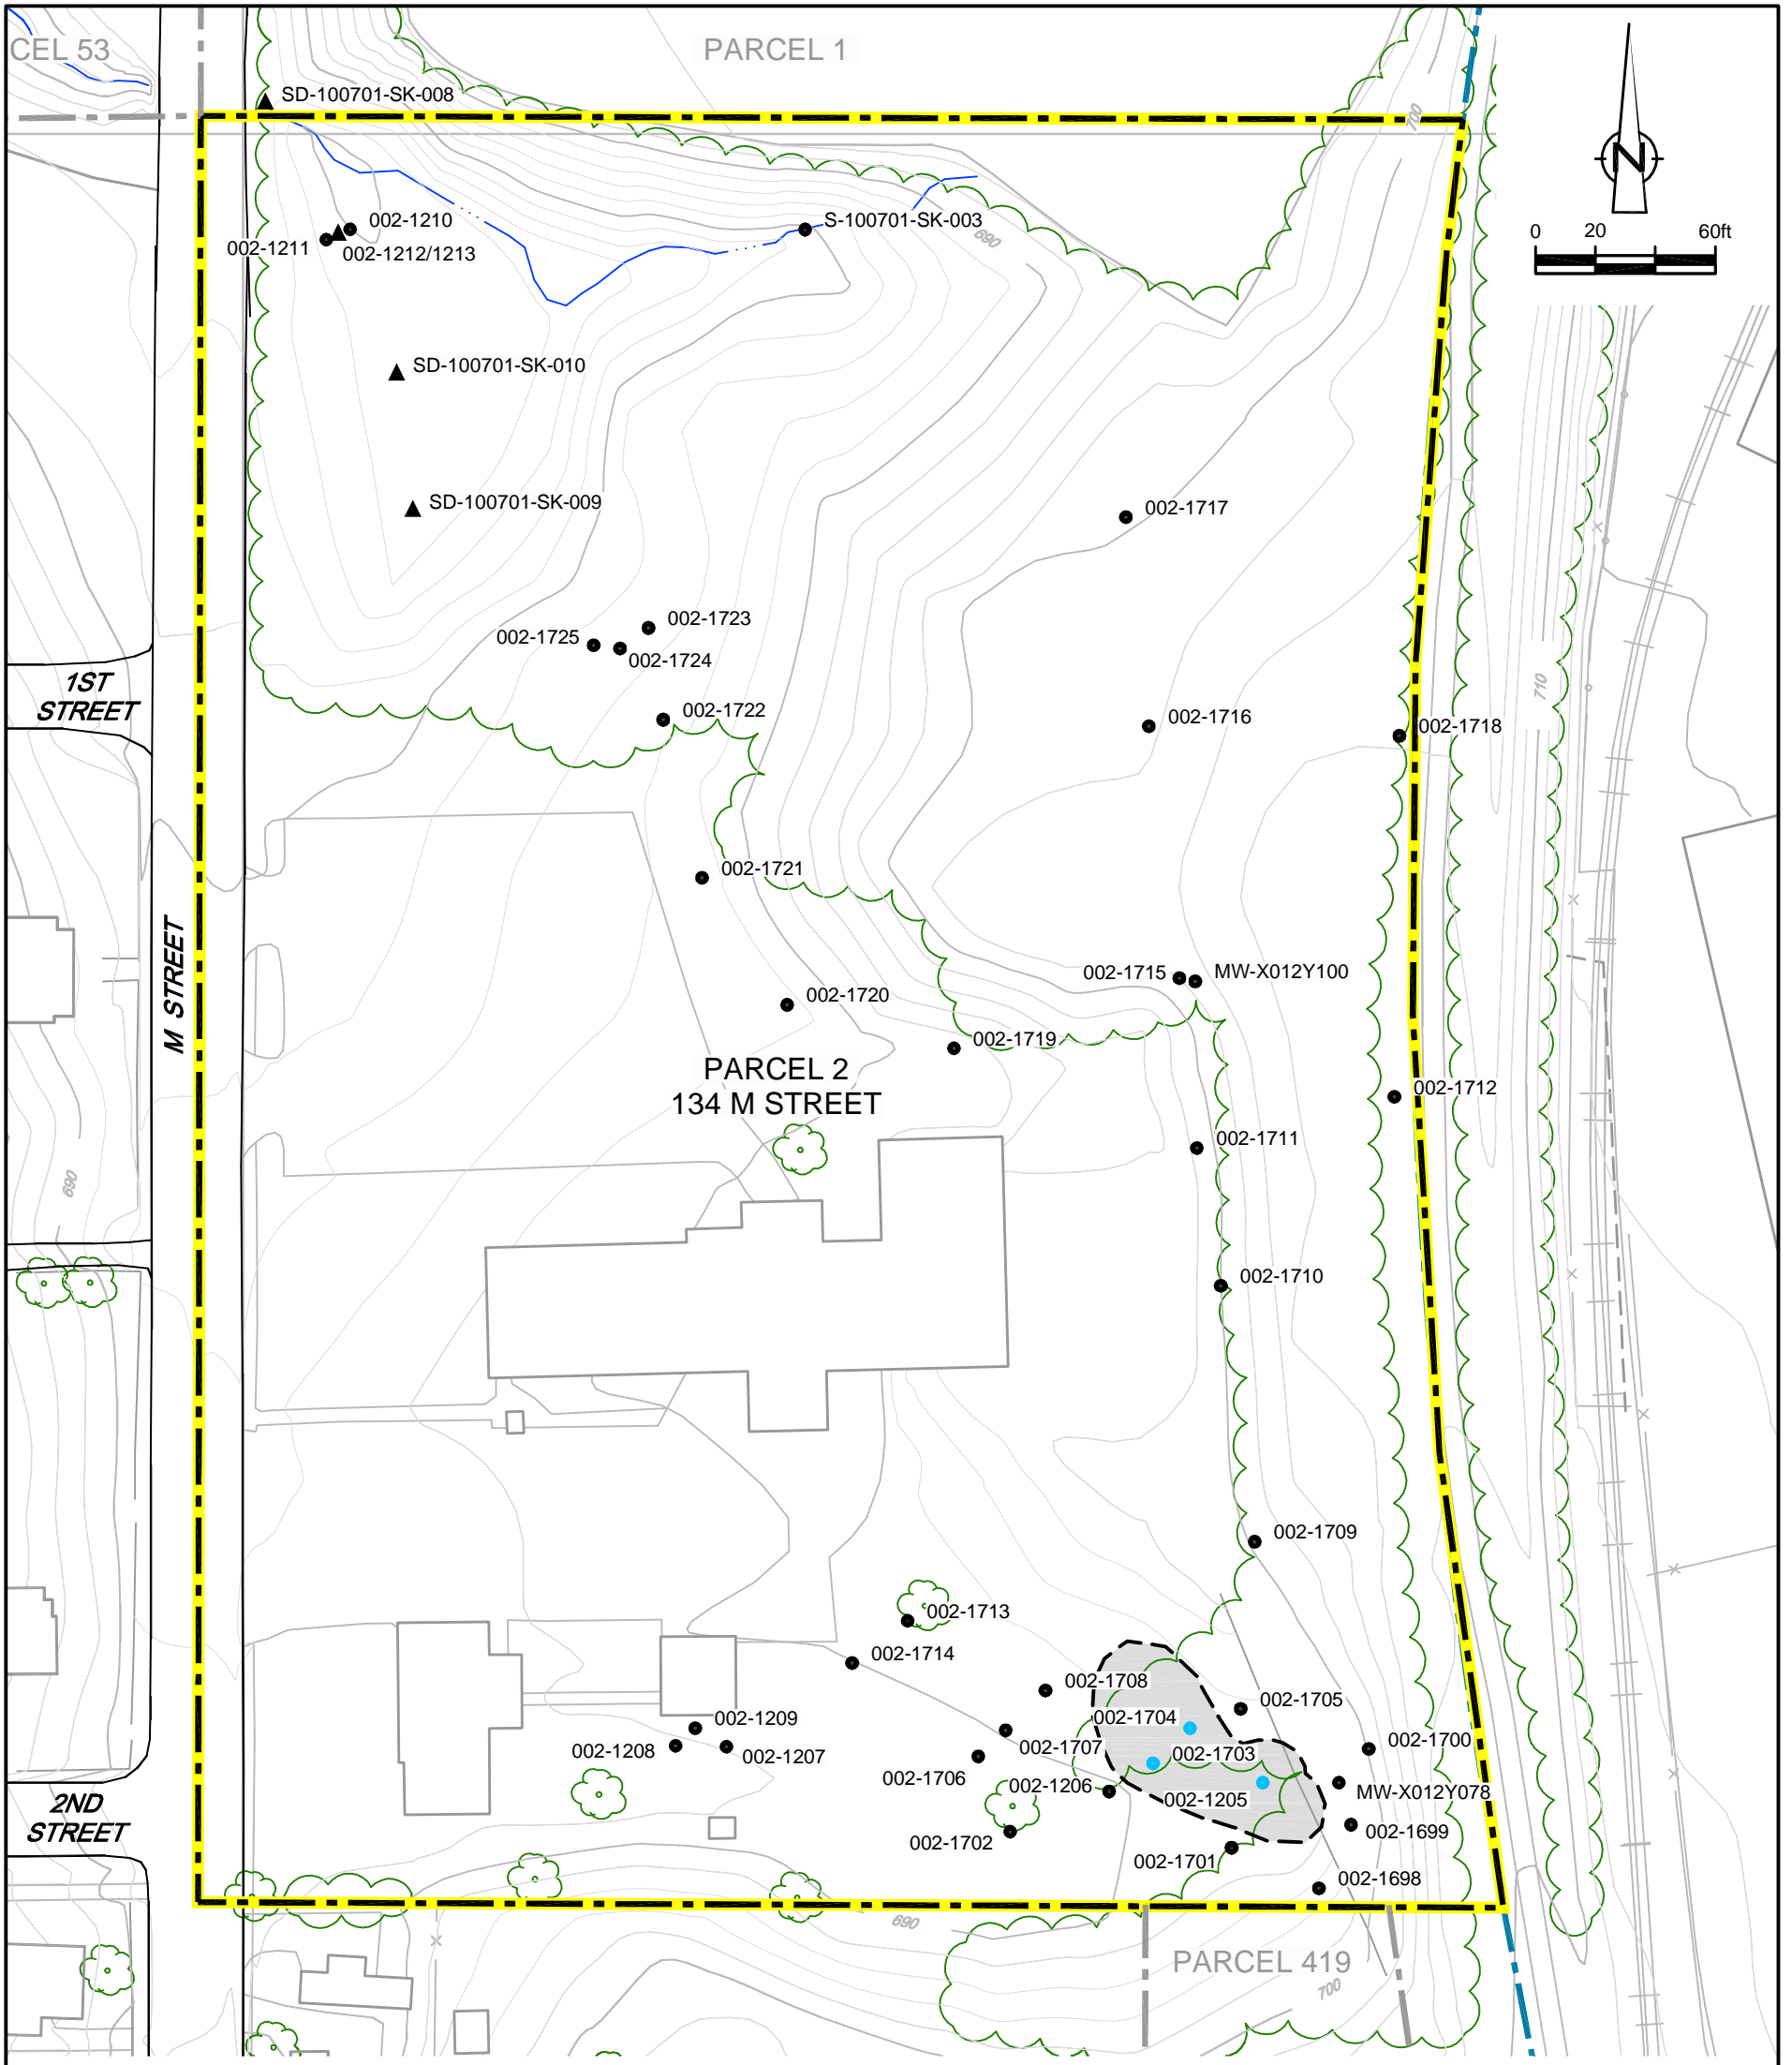 CEL 53
PARCEL 1
SD-100701-SK-008
700
N
0 20 60ft
002-1210
S-100701-SK-003
002-1211
002-1212/1213
690
SD-100701-SK-010
SD-100701-SK-009
002-1717
002-1723
002-1725
002-1724
1ST
STREET
710
002-1722
002-1716
002-1718
002-1721
M STREET
002-1715
MW-X012Y100
002-1720
002-1719
PARCEL 2
134 M STREET
002-1712
002-1711
690
002-1710
002-1709
002-1713
002-1714
002-1708
002-1705
002-1704
002-1209
002-1700
002-1208
002-1207
002-1707
002-1703
002-1706
002-1206
002-1205
MW-X012Y078
2ND
STREET
002-1699
002-1702
002-1701
002-1698
690
PARCEL 419
700